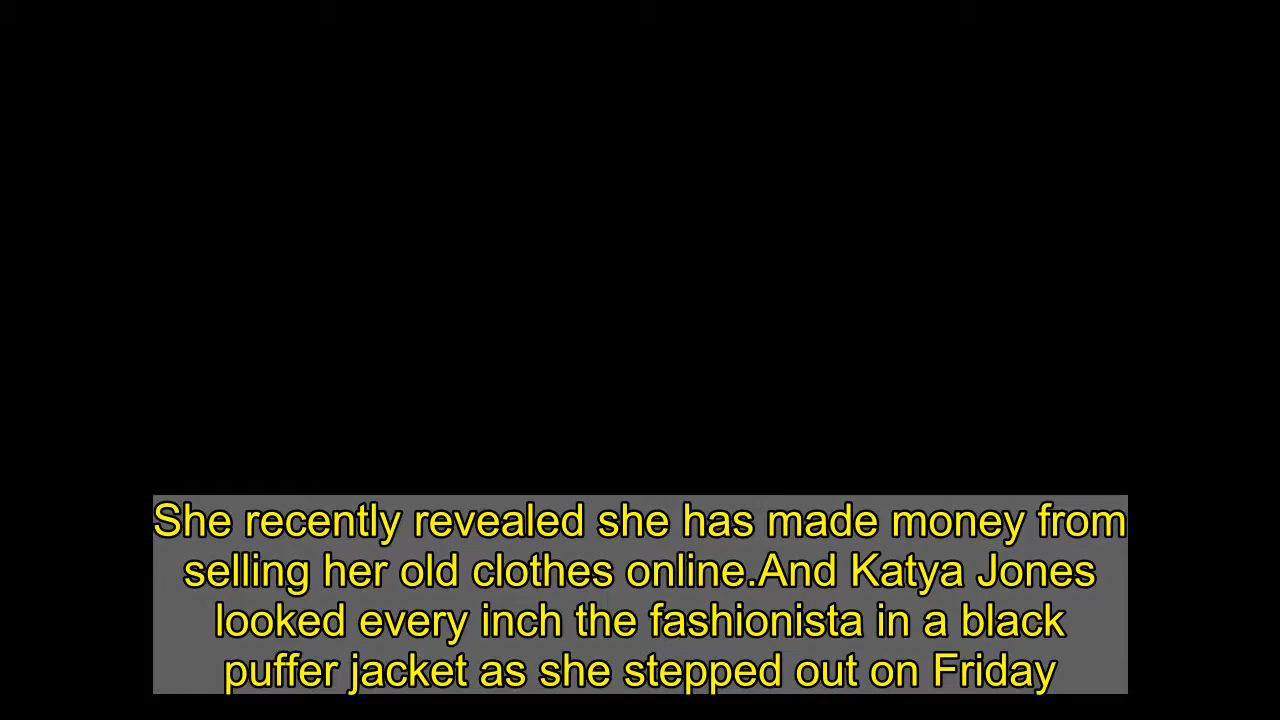 She recently revealed she has made money from
selling her old clothes online.And Katya Jones
looked every inch the fashionista in a black
puffer jacket as she stepped out on Friday